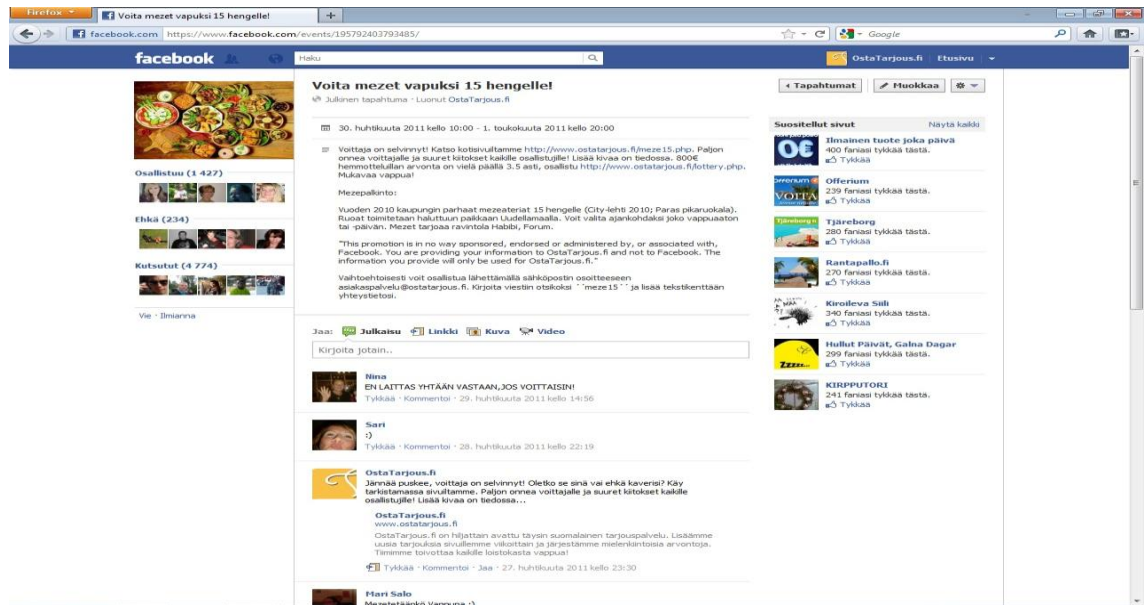 Firefox
Voita mezet vapuksi 15 hengelle!
facebook.com https://www.facebook.com/events/195792403793485/
Google
facebook
Haku
OstaTarjous.fi Etusivu
Voita mezet vapuksi 15 hengelle!
Julkinen tapahtuma · Luonut OstaTarjous.fi
Tapahtumat
Muokkaa
30. huhtikuuta 2011 kello 10:00 - 1. toukokuuta 2011 kello 20:00
Voittaja on selvinnyt! Katso kotisivultamme http://www.ostatarjous.fi/meze15.php. Paljon
onnea voittajalle ja suuret kiitokset kaikille osallistujille! Lisää kivaa on tiedossa. 800€
hemmottelullan arvonta on vielä päällä 3.5 asti, osallistu http://www.ostatarjous.fi/lottery.php.
Mukavaa vappua!
Mezepalkinto:
Vuoden 2010 kaupungin parhaat mezeateriat 15 hengelle (City-lehti 2010; Paras pikaruokala).
Ruoat toimitetaan haluttuun paikkaan Uudellamaalla. Voit valita ajankohdaksi joko vappuaaton
tai -päivän. Mezet tarjoaa ravintola Habibi, Forum.
"This promotion is in no way sponsored, endorsed or administered by, or associated with,
Facebook. You are providing your information to OstaTarjous.fi and not to Facebook. The
information you provide will only be used for OstaTarjous.fi."
Vaihtoehtoisesti voit osallistua lähettämällä sähköpostin osoitteeseen
asiakaspalvelu@ostatarjous.fi. Kirjoita viestiin otsikoksi ´´meze15´´ ja lisää tekstikenttään
yhteystietosi.
Osallistuu (1 427)
Ehkä (234)
Kutsutut (4 774)
Vie · Ilmianna
Jaa: Julkaisu Linkki Kuva Video
Kirjoita jotain..
Nina
EN LAITTAS YHTÄÄN VASTAAN,JOS VOITTAISIN!
Tykkää · Kommentoi · 29. huhtikuuta 2011 kello 14:56
Sari
:)
Tykkää · Kommentoi · 28. huhtikuuta 2011 kello 22:19
OstaTarjous.fi
Jännää puskee, voittaja on selvinnyt! Oletko se sinä vai ehkä kaverisi? Käy
tarkistamassa sivuiltamme. Paljon onnea voittajalle ja suuret kiitokset kaikille
osallistujille! Lisää kivaa on tiedossa...
OstaTarjous.fi
www.ostatarjous.fi
OstaTarjous.fi on hiljattain avattu täysin suomalainen tarjouspalvelu. Lisäämme
uusia tarjouksia sivuillemme viikoittain ja järjestämme mielenkiintoisia arvontoja.
Tiimimme toivottaa kaikille loistokasta vappua!
Tykkää · Kommentoi · Jaa · 27. huhtikuuta 2011 kello 23:30
Mari Salo
Mezetetäänkö Vappuna :)
Suositellut sivut Näytä kaikki
Ilmainen tuote joka päivä
400 faniasi tykkää tästä.
Tykkää
0€
Offerium
239 faniasi tykkää tästä.
Tykkää
VOITA
Tjäreborg
280 faniasi tykkää tästä.
Tykkää
Rantapallo.fi
270 faniasi tykkää tästä.
Tykkää
Kiroileva Siili
340 faniasi tykkää tästä.
Tykkää
Hullut Päivät, Galna Dagar
299 faniasi tykkää tästä.
Tykkää
Zzzzz...
KIRPPUTORI
241 faniasi tykkää tästä.
Tykkää